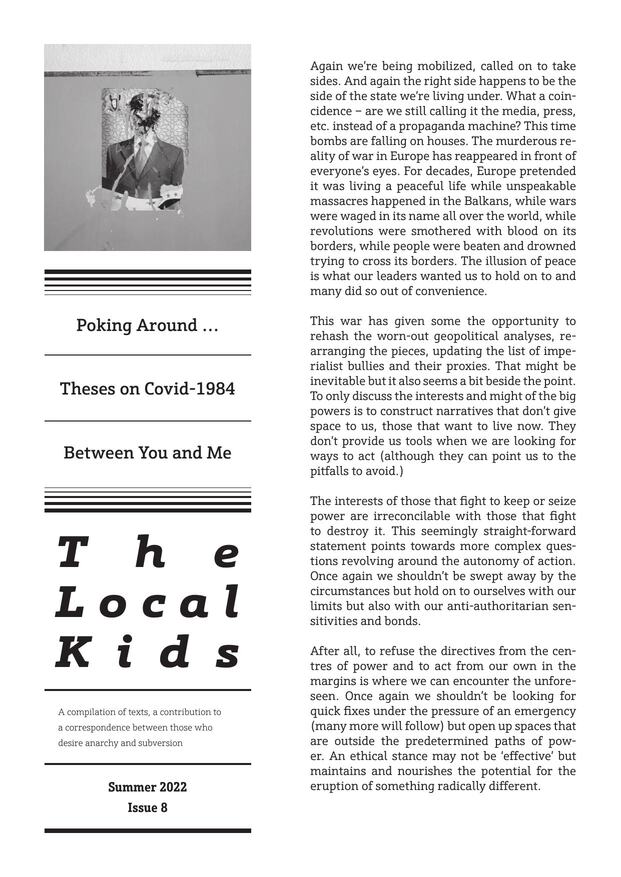 Poking Around ...
Theses on Covid-1984
Between You and Me
The
Local
Kids
A compilation of texts, a contribution to
a correspondence between those who
desire anarchy and subversion
Summer 2022
Issue 8
Again we're being mobilized, called on to take
sides. And again the right side happens to be the
side of the state we're living under. What a coin-
cidence – are we still calling it the media, press,
etc. instead of a propaganda machine? This time
bombs are falling on houses. The murderous re-
ality of war in Europe has reappeared in front of
everyone's eyes. For decades, Europe pretended
it was living a peaceful life while unspeakable
massacres happened in the Balkans, while wars
were waged in its name all over the world, while
revolutions were smothered with blood on its
borders, while people were beaten and drowned
trying to cross its borders. The illusion of peace
is what our leaders wanted us to hold on to and
many did so out of convenience.
This war has given some the opportunity to
rehash the worn-out geopolitical analyses, re-
arranging the pieces, updating the list of impe-
rialist bullies and their proxies. That might be
inevitable but it also seems a bit beside the point.
To only discuss the interests and might of the big
powers is to construct narratives that don't give
space to us, those that want to live now. They
don't provide us tools when we are looking for
ways to act (although they can point us to the
pitfalls to avoid.)
The interests of those that fight to keep or seize
power are irreconcilable with those that fight
to destroy it. This seemingly straight-forward
statement points towards more complex ques-
tions revolving around the autonomy of action.
Once again we shouldn't be swept away by the
circumstances but hold on to ourselves with our
limits but also with our anti-authoritarian sen-
sitivities and bonds.
After all, to refuse the directives from the cen-
tres of power and to act from our own in the
margins is where we can encounter the unfore-
seen. Once again we shouldn't be looking for
quick fixes under the pressure of an emergency
(many more will follow) but open up spaces that
are outside the predetermined paths of pow-
er. An ethical stance may not be 'effective' but
maintains and nourishes the potential for the
eruption of something radically different.